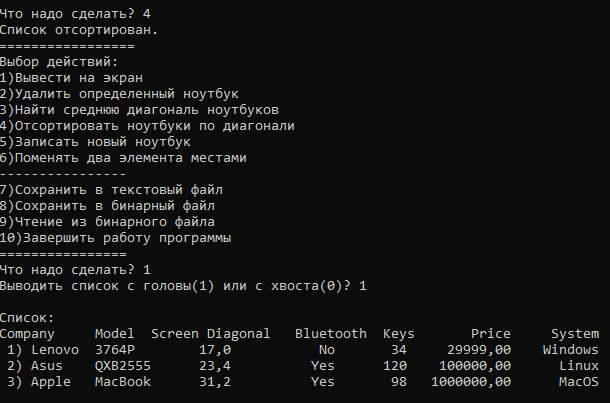 Что надо сделать? 4
Список отсортирован.
=================
Выбор действий:
1)Вывести на экран
2)Удалить определенный ноутбук
3)Найти среднюю диагональ ноутбуков
4)Отсортировать ноутбуки по диагонали
5)Записать новый ноутбук
6)Поменять два элемента местами
----------------
7)Сохранить в текстовый файл
8)Сохранить в бинарный файл
9)Чтение из бинарного файла
10)Завершить работу программы
================
Что надо сделать? 1
Выводить список с головы(1) или с хвоста(0)? 1
Список:
Company Model Screen Diagonal Bluetooth Keys Price System
1) Lenovo 3764P 17,0 No 34 29999,00 Windows
2) Asus QXB2555 23,4 Yes 120 100000,00 Linux
3) Apple MacBook 31,2 Yes 98 1000000,00 MacOS